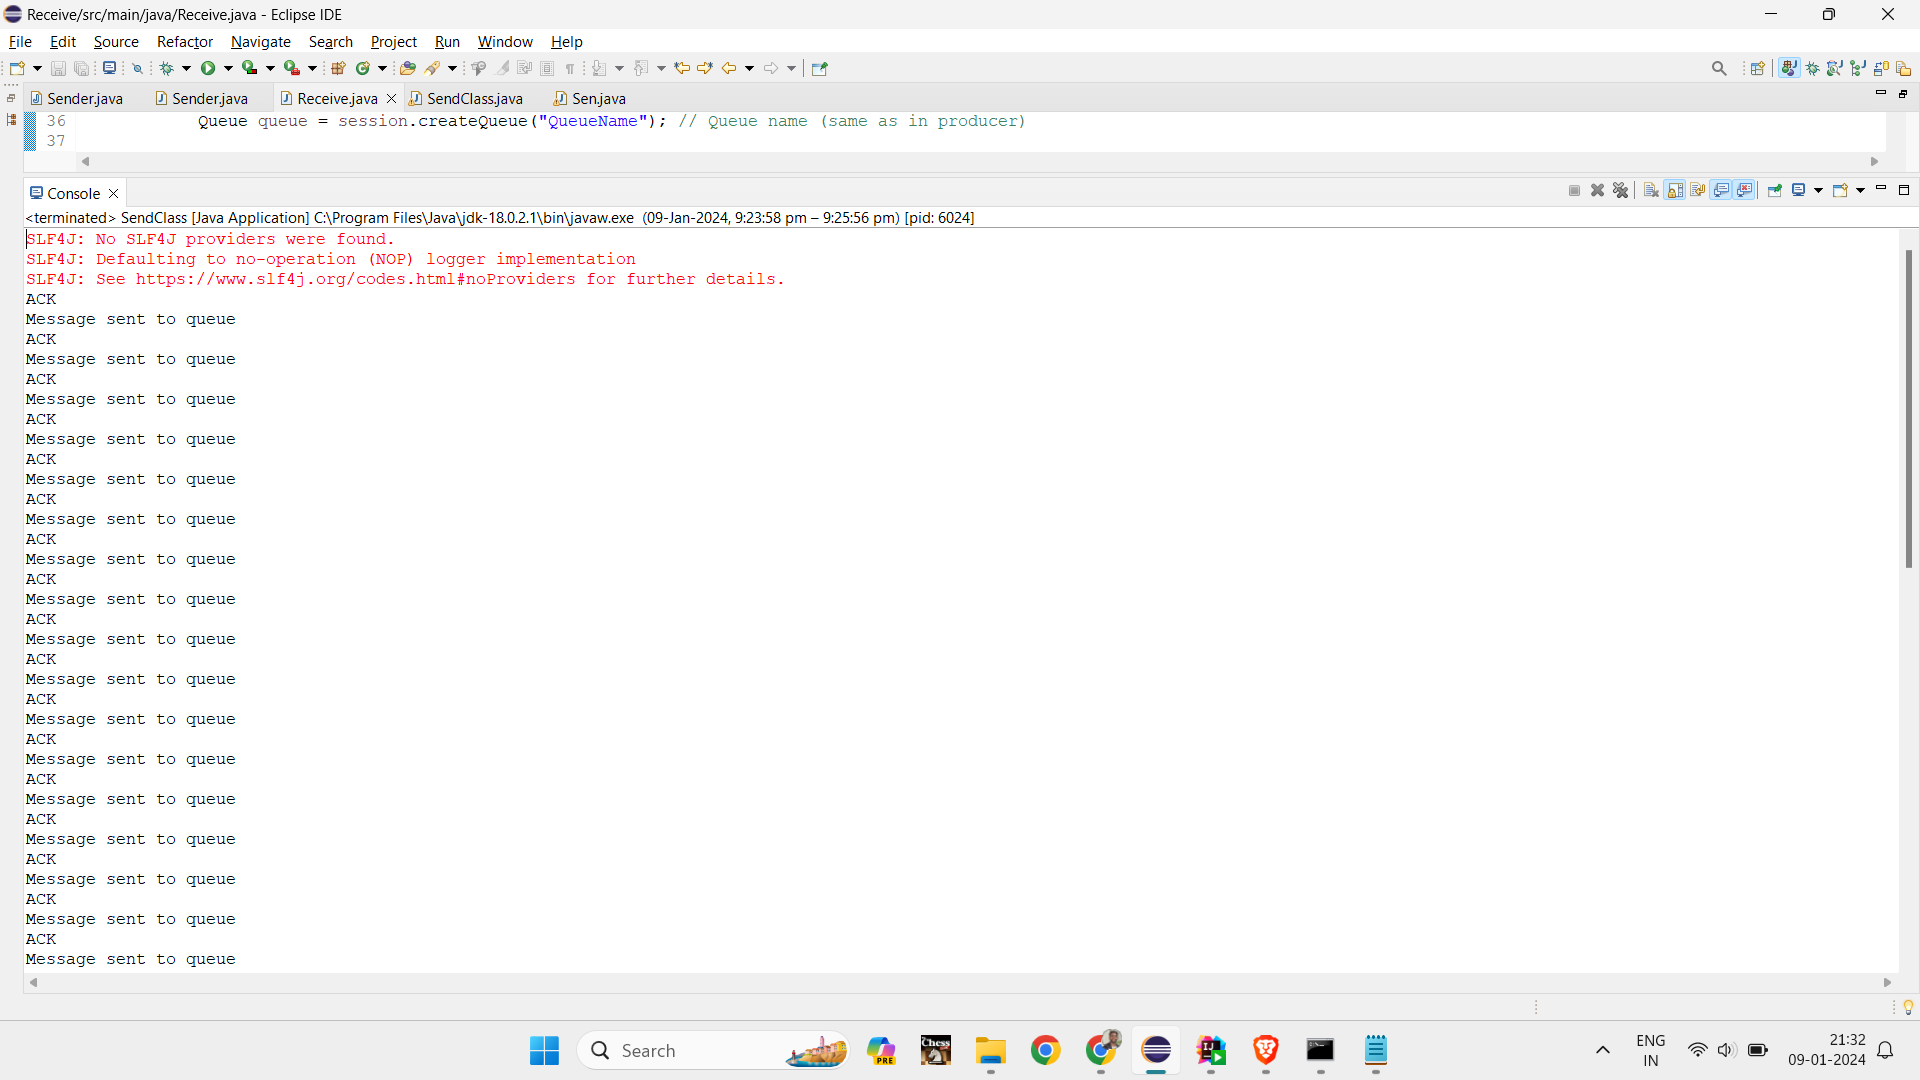 Receive/src/main/java/Receive.java - Eclipse IDE
File Edit Source Refactor Navigate Search Project Run Window Help
Sender.java Sender.java Receive.java SendClass.java Sen.java
36 Queue queue = session.createQueue("QueueName"); // Queue name (same as in producer)
37
Console
<terminated> SendClass [Java Application] C:\Program Files\Java\jdk-18.0.2.1\bin\javaw.exe (09-Jan-2024, 9:23:58 pm – 9:25:56 pm) [pid: 6024]
SLF4J: No SLF4J providers were found.
SLF4J: Defaulting to no-operation (NOP) logger implementation
SLF4J: See https://www.slf4j.org/codes.html#noProviders for further details.
ACK
Message sent to queue
ACK
Message sent to queue
ACK
Message sent to queue
ACK
Message sent to queue
ACK
Message sent to queue
ACK
Message sent to queue
ACK
Message sent to queue
ACK
Message sent to queue
ACK
Message sent to queue
ACK
Message sent to queue
ACK
Message sent to queue
ACK
Message sent to queue
ACK
Message sent to queue
ACK
Message sent to queue
ACK
Message sent to queue
ACK
Message sent to queue
ACK
Message sent to queue
Search
PRE
Chess
ENG
IN
21:32
09-01-2024